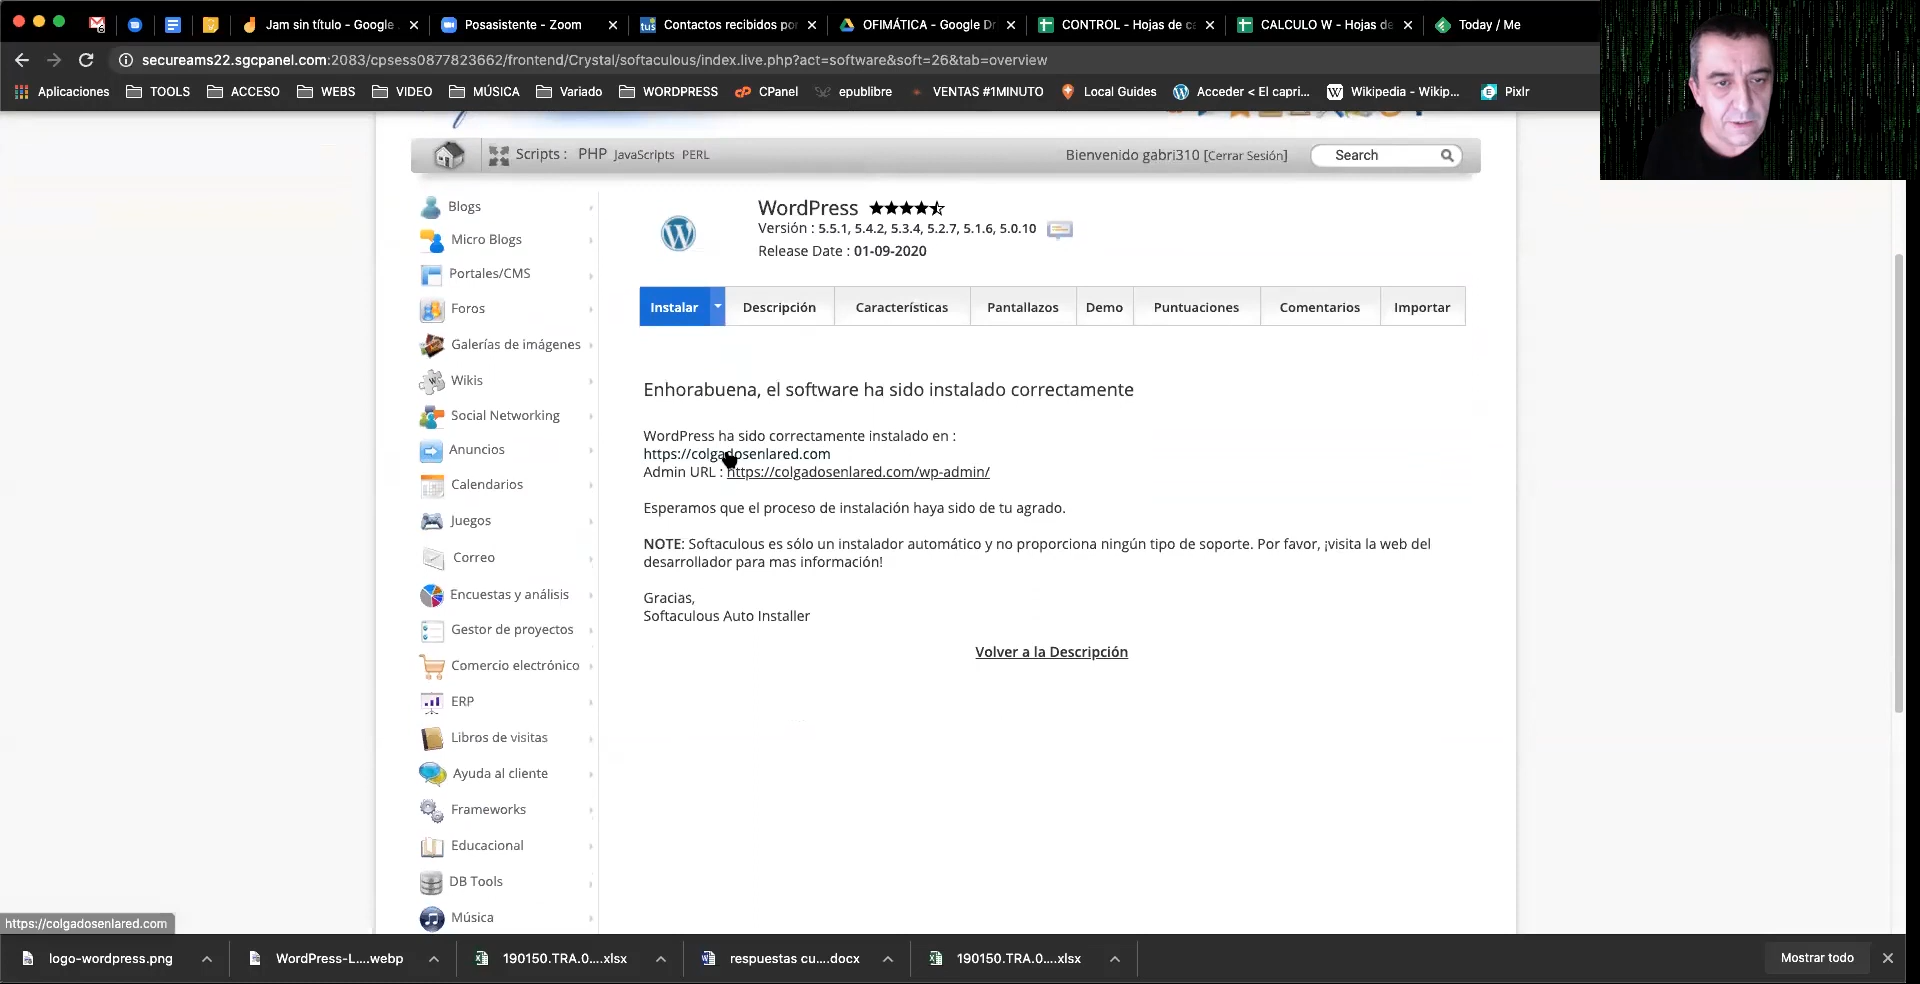 Jam sin título - Google
Posasistente - Zoom
tus
Contactos recibidos po
OFIMÁTICA - Google Dr
CONTROL - Hojas de c
CALCULO W - Hojas de
Today / Me
secureams22.sgcpanel.com:2083/cpsess0877823662/frontend/Crystal/softaculous/index.live.php?act=software&soft=26&tab=overview
Aplicaciones
TOOLS
ACCESO
WEBS
VIDEO
MÚSICA
Variado
WORDPRESS
CPanel
epublibre
VENTAS #1MINUTO
Local Guides
Acceder < El capri...
Wikipedia - Wikip...
Pixlr
Scripts : PHP JavaScripts PERL
Bienvenido gabri310 [Cerrar Sesión]
Search
Blogs
Micro Blogs
Portales/CMS
Foros
Galerías de imágenes
Wikis
Social Networking
Anuncios
Calendarios
Juegos
Correo
Encuestas y análisis
Gestor de proyectos
Comercio electrónico
ERP
Libros de visitas
Ayuda al cliente
Frameworks
Educacional
DB Tools
Música
WordPress
Versión : 5.5.1, 5.4.2, 5.3.4, 5.2.7, 5.1.6, 5.0.10
Release Date : 01-09-2020
Instalar
Descripción
Características
Pantallazos
Demo
Puntuaciones
Comentarios
Importar
Enhorabuena, el software ha sido instalado correctamente
WordPress ha sido correctamente instalado en :
https://colgadosenlared.com
Admin URL : https://colgadosenlared.com/wp-admin/
Esperamos que el proceso de instalación haya sido de tu agrado.
NOTE: Softaculous es sólo un instalador automático y no proporciona ningún tipo de soporte. Por favor, ¡visita la web del
desarrollador para mas información!
Gracias,
Softaculous Auto Installer
Volver a la Descripción
https://colgadosenlared.com
logo-wordpress.png
WordPress-L....webp
190150.TRA.0....xlsx
respuestas cu....docx
190150.TRA.0....xlsx
Mostrar todo